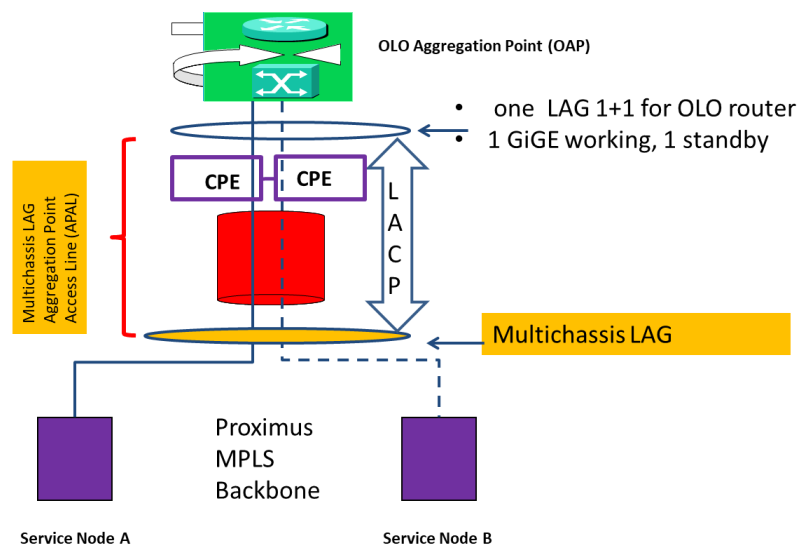 OLO Aggregation Point (OAP)
• one LAG 1+1 for OLO router
• 1 GiGE working, 1 standby
CPE
CPE
LACP
Multichassis LAG
Aggregation Point
Access Line (APAL)
Multichassis LAG
Proximus
MPLS
Backbone
Service Node A
Service Node B